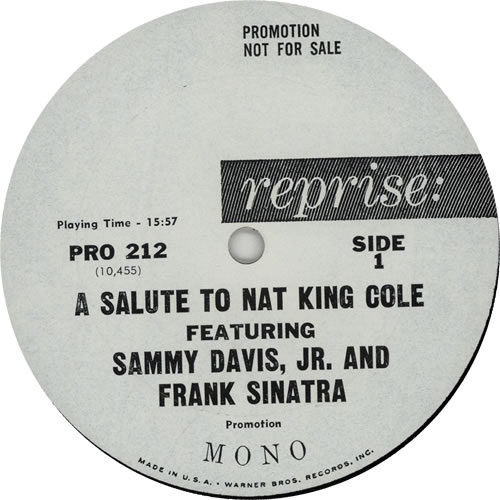 PROMOTION
NOT FOR SALE
reprise:
Playing Time - 15:57
PRO 212
(10,455)
SIDE
1
A SALUTE TO NAT KING COLE
FEATURING
SAMMY DAVIS, JR. AND
FRANK SINATRA
Promotion
MONO
MADE IN U.S.A. • WARNER BROS. RECORDS, INC.